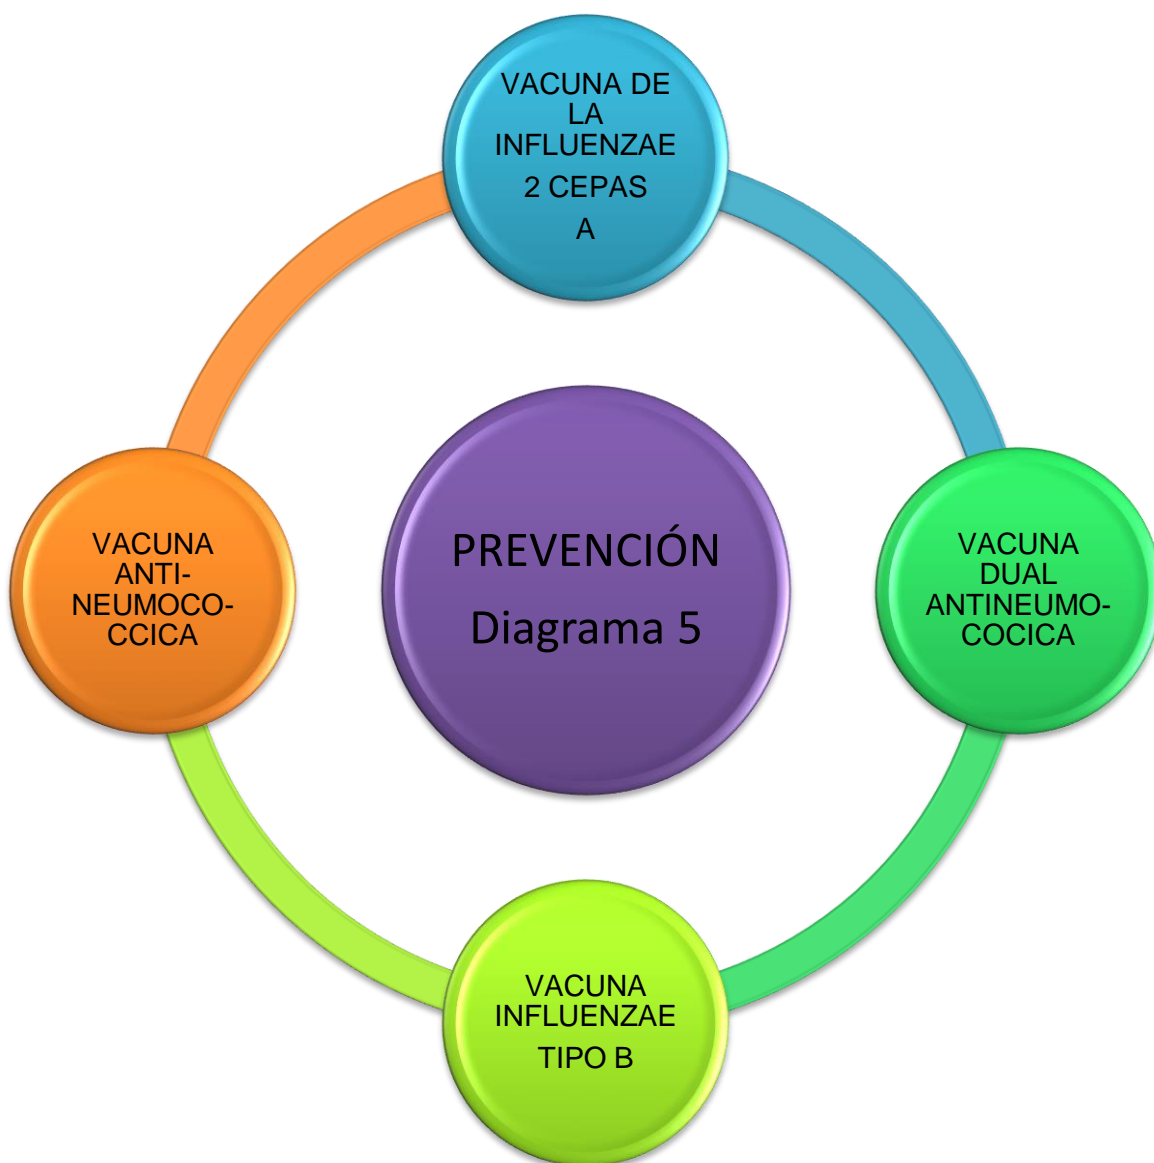 VACUNA DE
LA
INFLUENZAE
2 CEPAS
A
VACUNA
ANTI-
NEUMOCO-
CCICA
PREVENCIÓN
Diagrama 5
VACUNA
DUAL
ANTINEUMO-
COCICA
VACUNA
INFLUENZAE
TIPO B